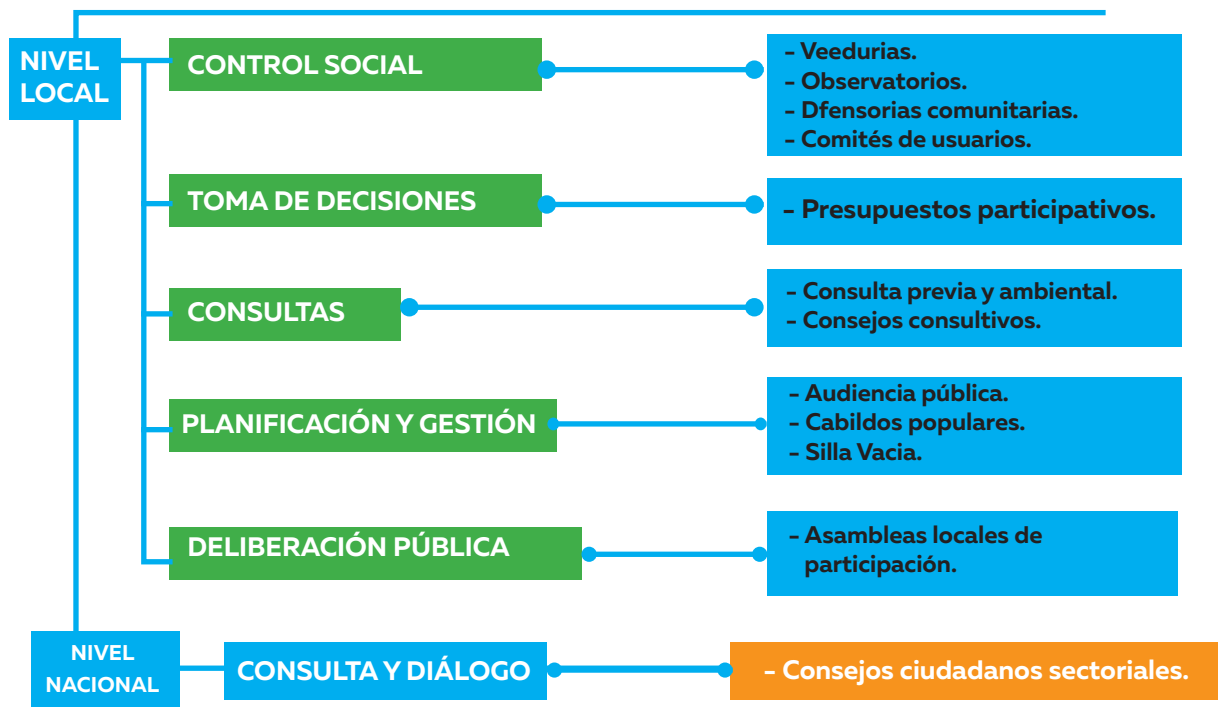 NIVEL
LOCAL
CONTROL SOCIAL
- Veedurias.
- Observatorios.
- Dfensorias comunitarias.
- Comités de usuarios.
TOMA DE DECISIONES
- Presupuestos participativos.
CONSULTAS
- Consulta previa y ambiental.
- Consejos consultivos.
PLANIFICACIÓN Y GESTIÓN
- Audiencia pública.
- Cabildos populares.
- Silla Vacia.
DELIBERACIÓN PÚBLICA
- Asambleas locales de
participación.
NIVEL
NACIONAL
CONSULTA Y DIÁLOGO
- Consejos ciudadanos sectoriales.